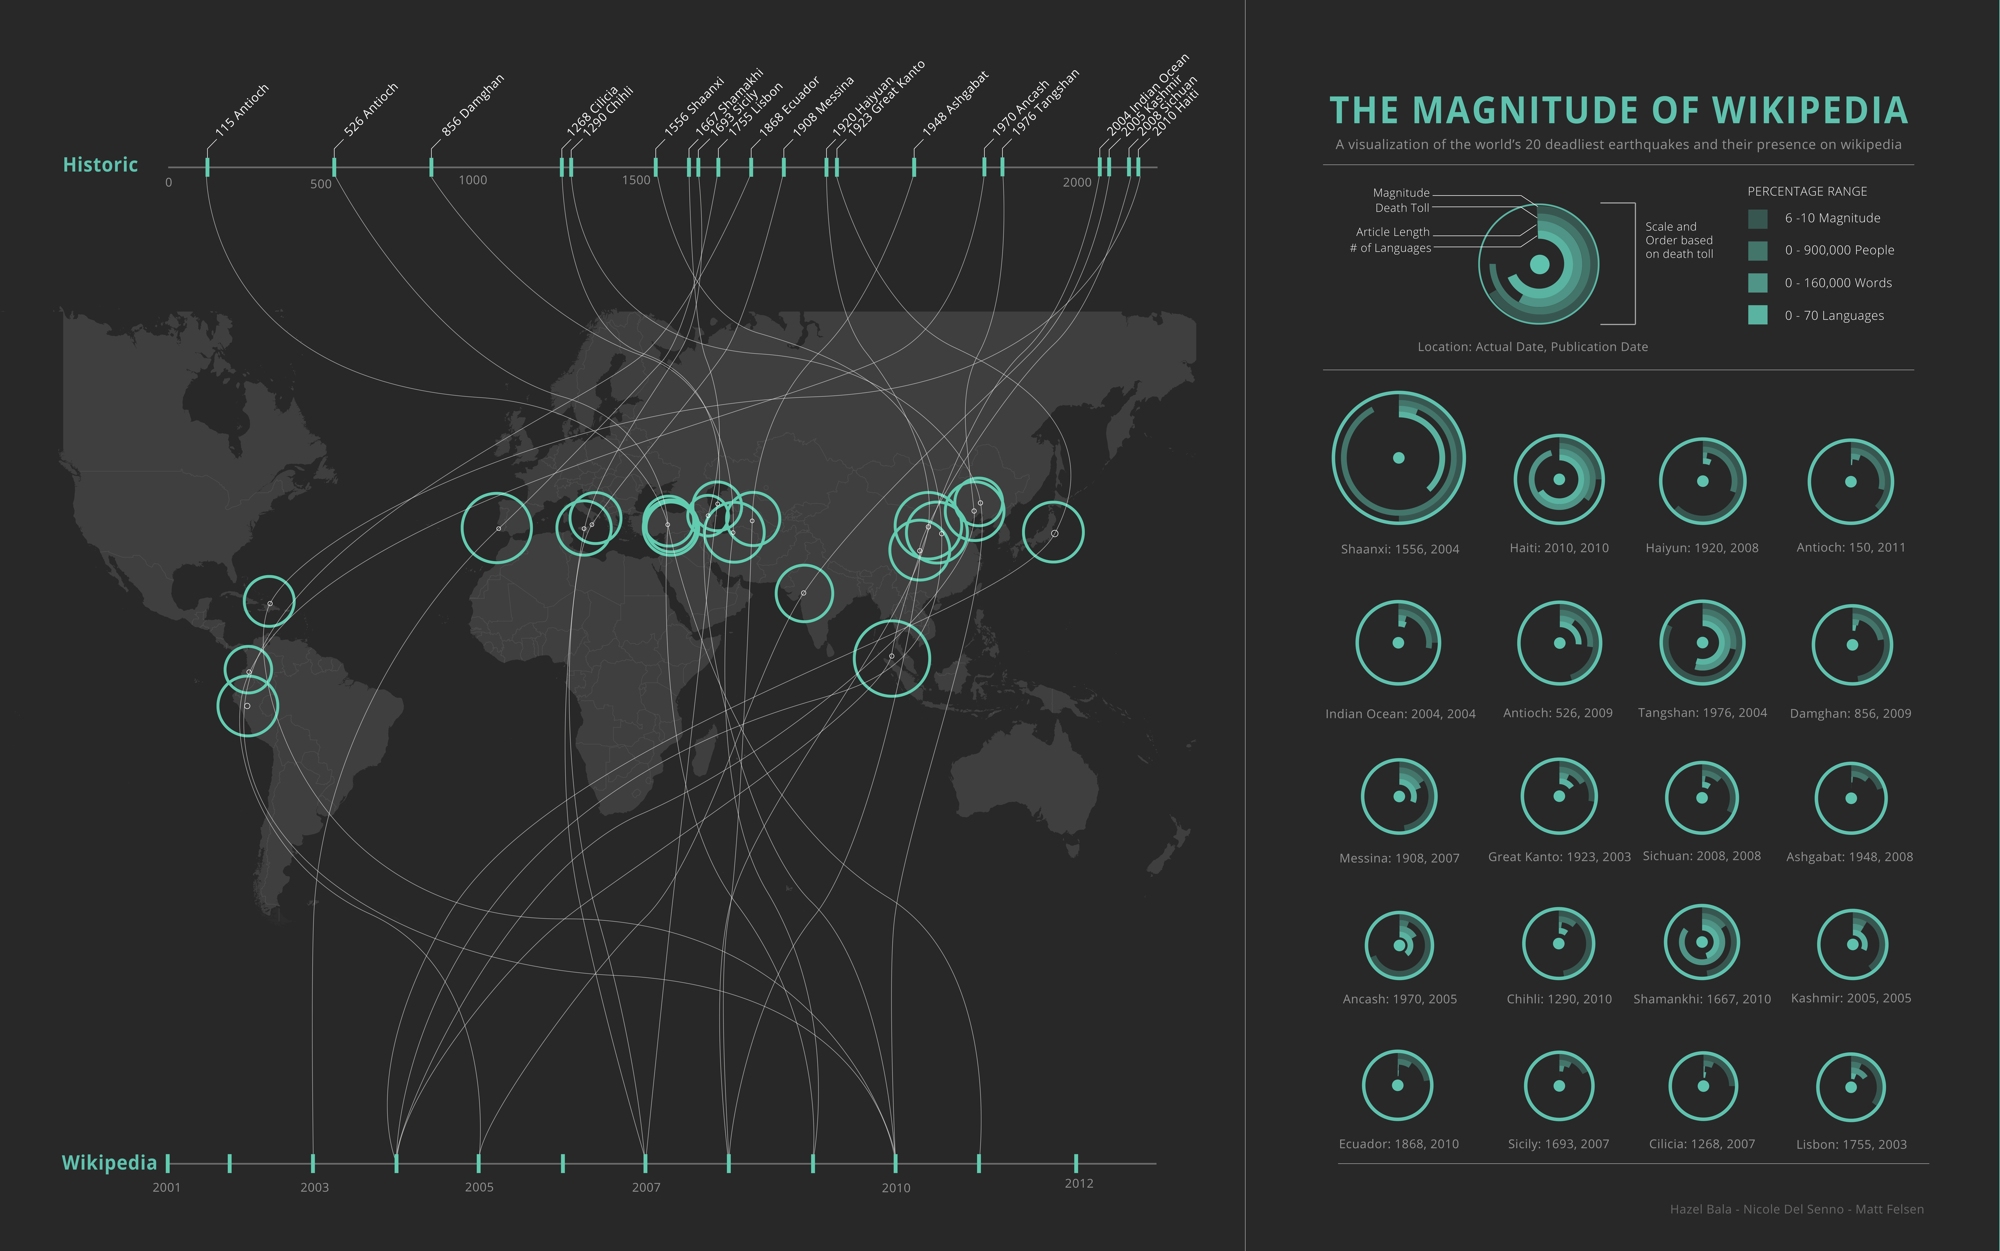 115 Antioch
526 Antioch
856 Damghan
1268 Cilicia
1290 Chihli
1556 Shaanxi
1667 Shamakhi
1693 Sicily
1755 Lisbon
1868 Ecuador
1908 Messina
1920 Haiyuan
1923 Great Kanto
1948 Ashgabat
1970 Ancash
1976 Tangshan
2004 Indian Ocean
2005 Kashmir
2008 Sichuan
2010 Haiti
Historic
0
500
1000
1500
2000
Wikipedia
2001
2003
2005
2007
2010
2012
THE MAGNITUDE OF WIKIPEDIA
A visualization of the world's 20 deadliest earthquakes and their presence on wikipedia
Magnitude
Death Toll
Article Length
# of Languages
Scale and
Order based
on death toll
PERCENTAGE RANGE
6 -10 Magnitude
0 - 900,000 People
0 - 160,000 Words
0 - 70 Languages
Location: Actual Date, Publication Date
Shaanxi: 1556, 2004
Haiti: 2010, 2010
Haiyun: 1920, 2008
Antioch: 150, 2011
Indian Ocean: 2004, 2004
Antioch: 526, 2009
Tangshan: 1976, 2004
Damghan: 856, 2009
Messina: 1908, 2007
Great Kanto: 1923, 2003
Sichuan: 2008, 2008
Ashgabat: 1948, 2008
Ancash: 1970, 2005
Chihli: 1290, 2010
Shamankhi: 1667, 2010
Kashmir: 2005, 2005
Ecuador: 1868, 2010
Sicily: 1693, 2007
Cilicia: 1268, 2007
Lisbon: 1755, 2003
Hazel Bala - Nicole Del Senno - Matt Felsen